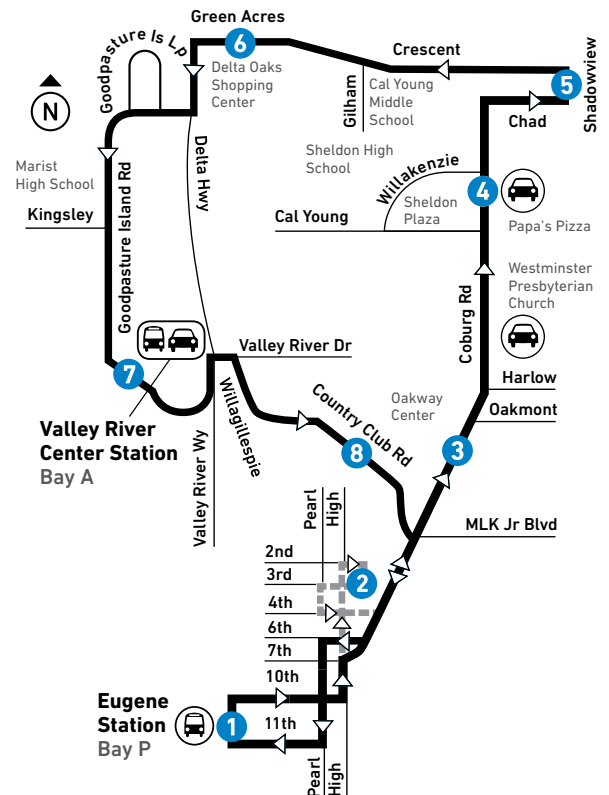 Green Acres
6
Goodpasture Is Lp
Delta Oaks
Shopping
Center
Crescent
Gilham
Cal Young
Middle
School
5
Shadowview
Chad
N
Marist
High School
Kingsley
Goodpasture Island Rd
Delta Hwy
Sheldon High
School
Willakenzie
4
Sheldon
Plaza
Papa's Pizza
Cal Young
Westminster
Presbyterian
Church
Coburg Rd
Valley River Dr
7
Harlow
Oakmont
Oakway
Center
Valley River
Center Station
Bay A
Willagillespie
Valley River Wy
Country Club Rd
8
3
MLK Jr Blvd
Pearl
High
2nd
3rd
4th
6th
7th
2
10th
Eugene
Station
Bay P
1
11th
Pearl
High